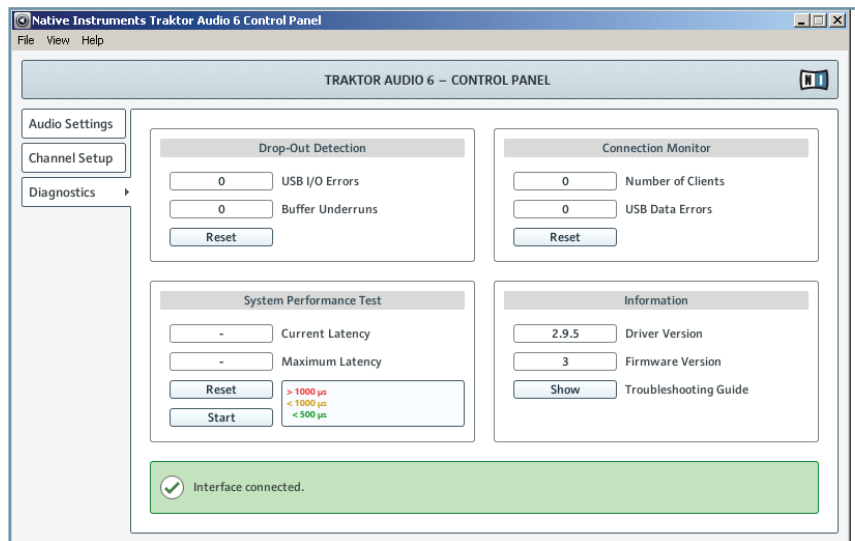 Native Instruments Traktor Audio 6 Control Panel
File View Help
TRAKTOR AUDIO 6 – CONTROL PANEL
NI
Audio Settings
Channel Setup
Diagnostics
Drop-Out Detection
0 USB I/O Errors
0 Buffer Underruns
Reset
Connection Monitor
0 Number of Clients
0 USB Data Errors
Reset
System Performance Test
- Current Latency
- Maximum Latency
Reset
Start
> 1000 µs
< 1000 µs
< 500 µs
Information
2.9.5 Driver Version
3 Firmware Version
Show Troubleshooting Guide
Interface connected.